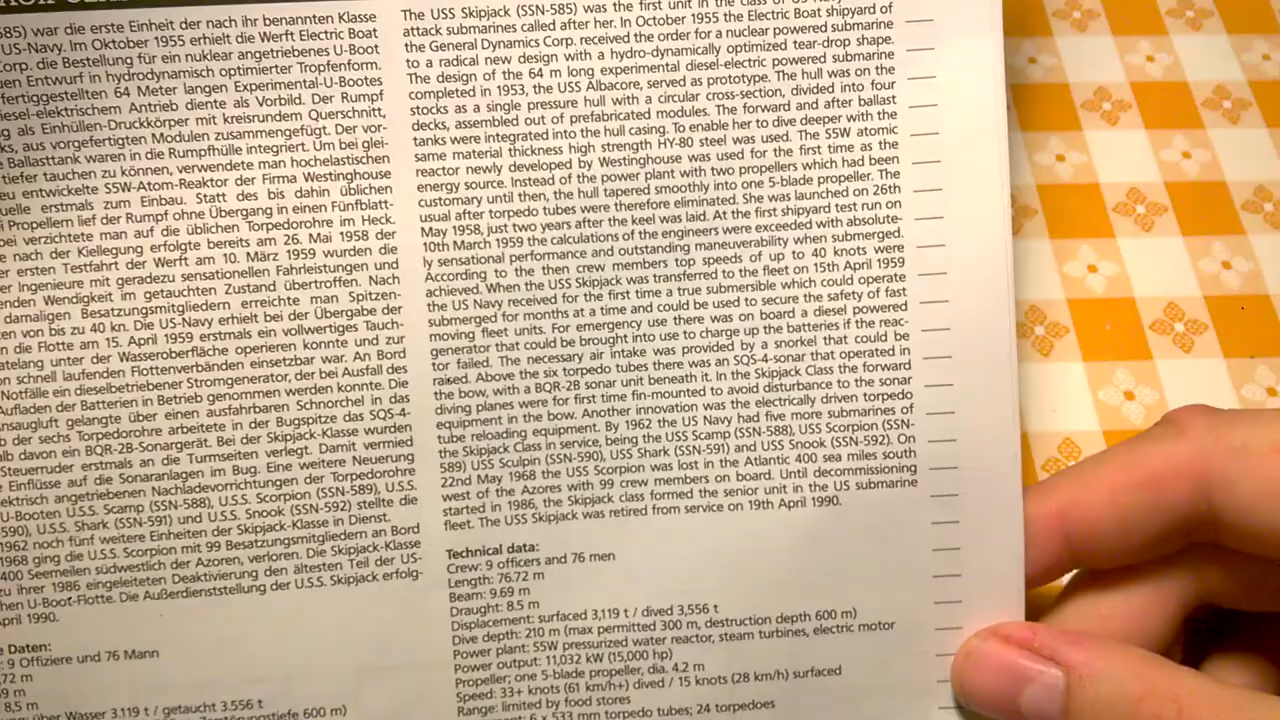 585) war die erste Einheit der nach ihr benannten Klasse
US-Navy. Im Oktober 1955 erhielt die Werft Electric Boat
Corp. die Bestellung für ein nuklear angetriebenes U-Boot
Entwurf in hydrodynamisch optimierter Tropfenform.
fertiggestellten 64 Meter langen Experimental-U-Bootes
diesel-elektrischem Antrieb diente als Vorbild. Der Rumpf
als Einhüllen-Druckkörper mit kreisrundem Querschnitt,
aus vorgefertigten Modulen zusammengefügt. Der vor-
Ballasttank waren in die Rumpfhülle integriert. Um bei glei-
tiefer tauchen zu können, verwendete man hochelastischen
entwickelte S5W-Atom-Reaktor der Firma Westinghouse
erstmals zum Einbau. Statt des bis dahin üblichen
Propellern lief der Rumpf ohne Übergang in einen Fünfblatt-
verzichtete man auf die üblichen Torpedorohre im Heck.
nach der Kiellegung erfolgte bereits am 26. Mai 1958 der
ersten Testfahrt der Werft am 10. März 1959 wurden die
Ingenieure mit geradezu sensationellen Fahrleistungen und
Wendigkeit im getauchten Zustand übertroffen. Nach
damaligen Besatzungsmitgliedern erreichte man Spitzen-
von bis zu 40 kn. Die US-Navy erhielt bei der Übergabe der
die Flotte am 15. April 1959 erstmals ein vollwertiges Tauch-
unter der Wasseroberfläche operieren konnte und zur
schnell laufenden Flottenverbänden einsetzbar war. An Bord
Notfälle ein dieselbetriebener Stromgenerator, der bei Ausfall des
Aufladen der Batterien in Betrieb genommen werden konnte. Die
gelangte über einen ausfahrbaren Schnorchel in das
der sechs Torpedorohre arbeitete in der Bugspitze das SQS-4-
davon ein BQR-2B-Sonargerät. Bei der Skipjack-Klasse wurden
Steuerruder erstmals an die Turmseiten verlegt. Damit vermied
Einflüsse auf die Sonaranlagen im Bug. Eine weitere Neuerung
elektrisch angetriebenen Nachladevorrichtungen der Torpedorohre
U-Booten U.S.S. Scamp (SSN-588), U.S.S. Scorpion (SSN-589), U.S.S.
590), U.S.S. Shark (SSN-591) und U.S.S. Snook (SSN-592) stellte die
1962 noch fünf weitere Einheiten der Skipjack-Klasse in Dienst.
1968 ging die U.S.S. Scorpion mit 99 Besatzungsmitgliedern an Bord
400 Seemeilen südwestlich der Azoren, verloren. Die Skipjack-Klasse
zu ihrer 1986 eingeleiteten Deaktivierung den ältesten Teil der US-
U-Boot-Flotte. Die Außerdienststellung der U.S.S. Skipjack erfolg-
April 1990.
Daten:
: 9 Offiziere und 76 Mann
72 m
9 m
8,5 m
über Wasser 3.119 t / getaucht 3.556 t
600 m)
The USS Skipjack (SSN-585) was the first unit in the class of US
attack submarines called after her. In October 1955 the Electric Boat shipyard of
the General Dynamics Corp. received the order for a nuclear powered submarine
to a radical new design with a hydro-dynamically optimized tear-drop shape.
The design of the 64 m long experimental diesel-electric powered submarine
completed in 1953, the USS Albacore, served as prototype. The hull was on the
stocks as a single pressure hull with a circular cross-section, divided into four
decks, assembled out of prefabricated modules. The forward and after ballast
tanks were integrated into the hull casing. To enable her to dive deeper with the
same material thickness high strength HY-80 steel was used. The S5W atomic
reactor newly developed by Westinghouse was used for the first time as the
energy source. Instead of the power plant with two propellers which had been
customary until then, the hull tapered smoothly into one 5-blade propeller. The
usual after torpedo tubes were therefore eliminated. She was launched on 26th
May 1958, just two years after the keel was laid. At the first shipyard test run on
10th March 1959 the calculations of the engineers were exceeded with absolute-
ly sensational performance and outstanding maneuverability when submerged.
According to the then crew members top speeds of up to 40 knots were
achieved. When the USS Skipjack was transferred to the fleet on 15th April 1959
the US Navy received for the first time a true submersible which could operate
submerged for months at a time and could be used to secure the safety of fast
moving fleet units. For emergency use there was on board a diesel powered
generator that could be brought into use to charge up the batteries if the reac-
tor failed. The necessary air intake was provided by a snorkel that could be
raised. Above the six torpedo tubes there was an SQS-4-sonar that operated in
the bow, with a BQR-2B sonar unit beneath it. In the Skipjack Class the forward
diving planes were for first time fin-mounted to avoid disturbance to the sonar
equipment in the bow. Another innovation was the electrically driven torpedo
tube reloading equipment. By 1962 the US Navy had five more submarines of
the Skipjack Class in service, being the USS Scamp (SSN-588), USS Scorpion (SSN-
589) USS Sculpin (SSN-590), USS Shark (SSN-591) and USS Snook (SSN-592). On
22nd May 1968 the USS Scorpion was lost in the Atlantic 400 sea miles south
west of the Azores with 99 crew members on board. Until decommissioning
started in 1986, the Skipjack class formed the senior unit in the US submarine
fleet. The USS Skipjack was retired from service on 19th April 1990.
Technical data:
Crew: 9 officers and 76 men
Length: 76.72 m
Beam: 9.69 m
Draught: 8.5 m
Displacement: surfaced 3,119 t / dived 3,556 t
Dive depth: 210 m (max permitted 300 m, destruction depth 600 m)
Power plant: S5W pressurized water reactor, steam turbines, electric motor
Power output: 11,032 kW (15,000 hp)
Propeller; one 5-blade propeller, dia. 4.2 m
Speed: 33+ knots (61 km/h+) dived / 15 knots (28 km/h) surfaced
Range: limited by food stores
6 x 533 mm torpedo tubes; 24 torpedoes